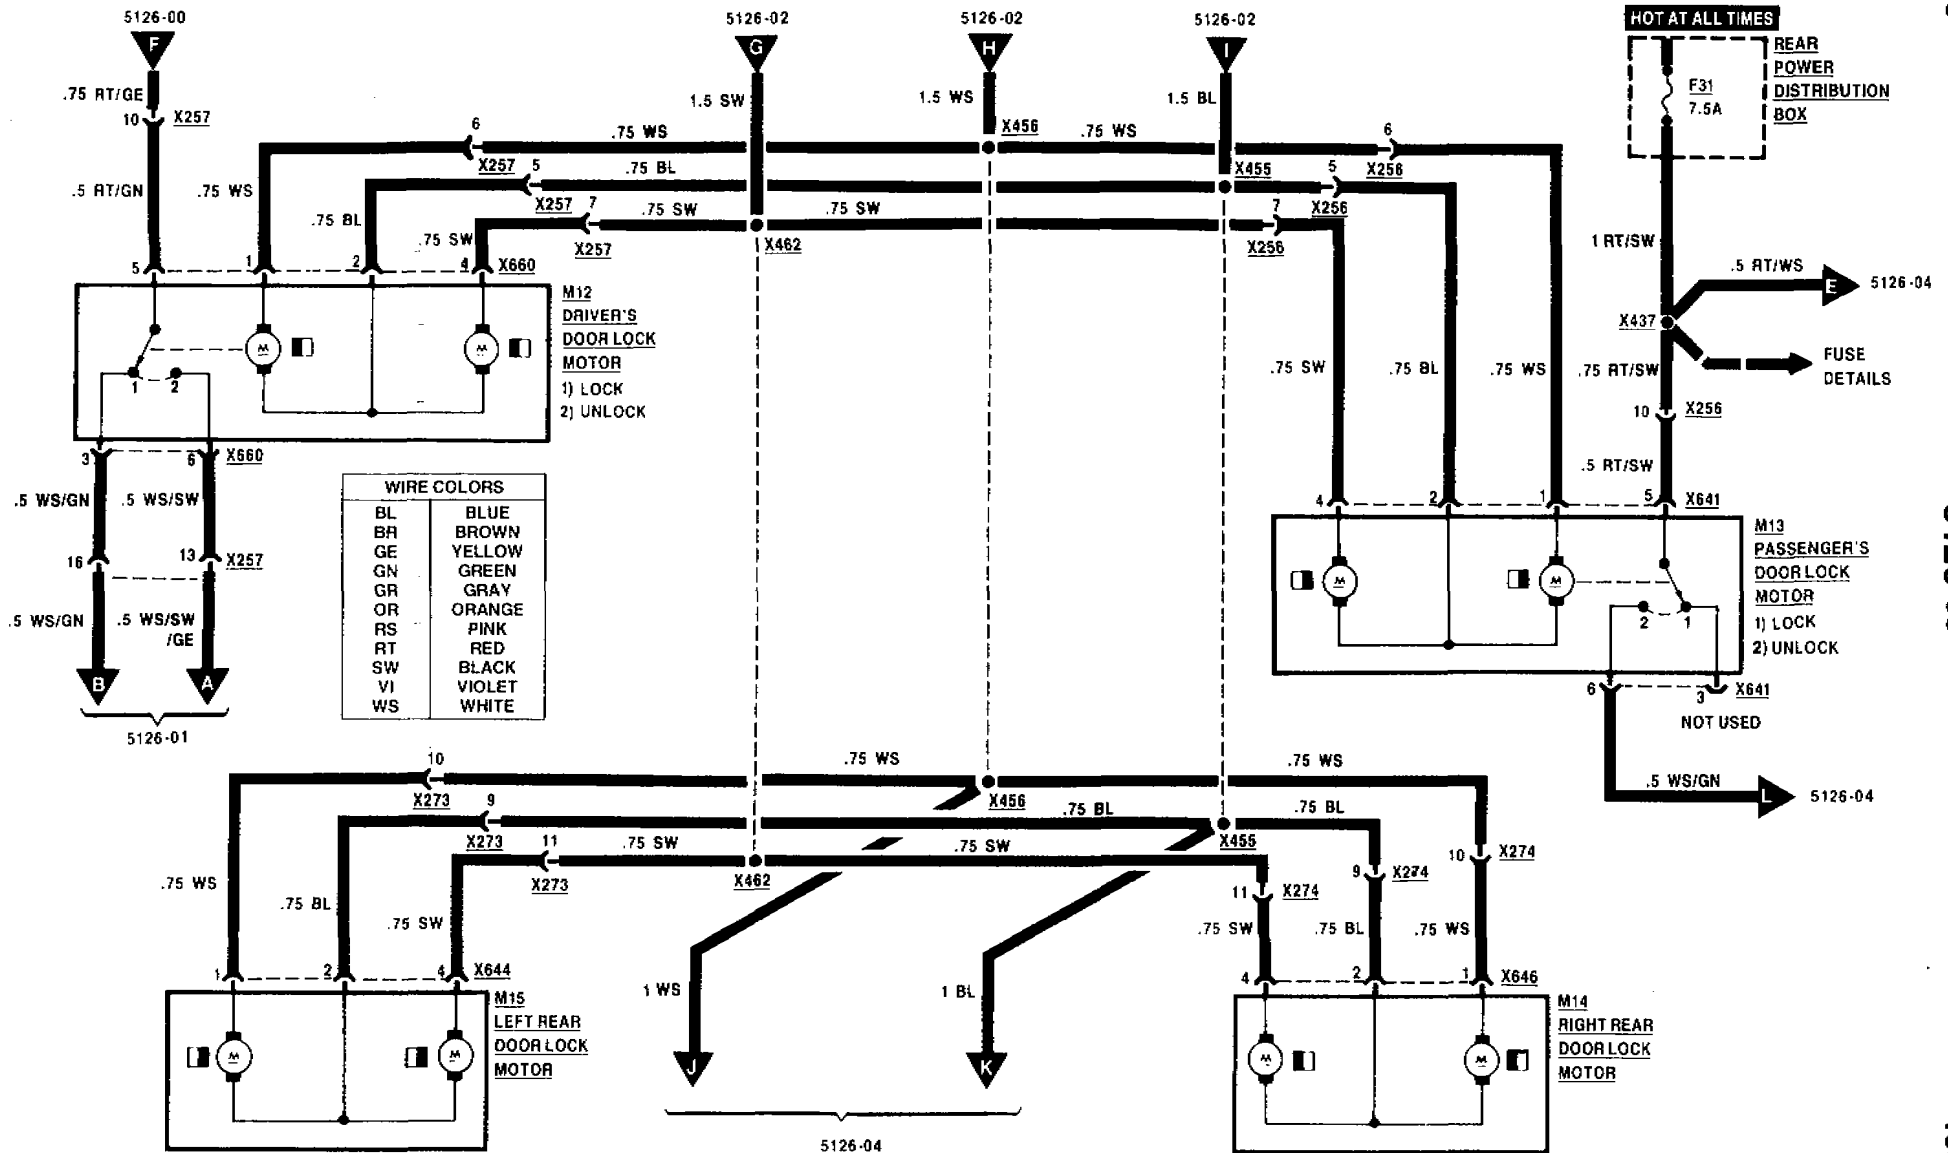 5126-00
5126-02
5126-02
5126-02
HOT AT ALL TIMES
F
G
H
I
REAR
POWER
DISTRIBUTION
BOX
F31
7.5A
.75 RT/GE
10
X257
1.5 SW
1.5 WS
1.5 BL
6
.75 WS
X456
.75 WS
6
X257
5
.75 BL
X455
5
X256
.5 RT/GN
.75 WS
X257
7
.75 SW
.75 SW
7
X256
.75 BL
.75 SW
X257
X462
X256
1 RT/SW
5
1
2
4
X660
.5 RT/WS
E
5126-04
M12
DRIVER'S
DOOR LOCK
MOTOR
1) LOCK
2) UNLOCK
M
M
1
2
X437
FUSE
DETAILS
.75 SW
.75 BL
.75 WS
.75 RT/SW
10
X256
3
6
X660
.5 RT/SW
.5 WS/GN
.5 WS/SW
16
13
X257
.5 WS/GN
.5 WS/SW
/GE
B
A
5126-01
WIRE COLORS
BL BLUE
BR BROWN
GE YELLOW
GN GREEN
GR GRAY
OR ORANGE
RS PINK
RT RED
SW BLACK
VI VIOLET
WS WHITE
4
2
1
5
X641
M13
PASSENGER'S
DOOR LOCK
MOTOR
1) LOCK
2) UNLOCK
M
M
2
1
6
3
X641
NOT USED
.5 WS/GN
L
5126-04
10
.75 WS
.75 WS
X273
9
X456
.75 BL
.75 BL
X273
11
.75 SW
.75 SW
X455
X273
X462
10
X274
9
X274
11
X274
.75 WS
.75 BL
.75 SW
.75 SW
.75 BL
.75 WS
1
2
4
X644
4
2
1
X646
M15
LEFT REAR
DOOR LOCK
MOTOR
M
M
1 WS
1 BL
J
K
5126-04
M14
RIGHT REAR
DOOR LOCK
MOTOR
M
M